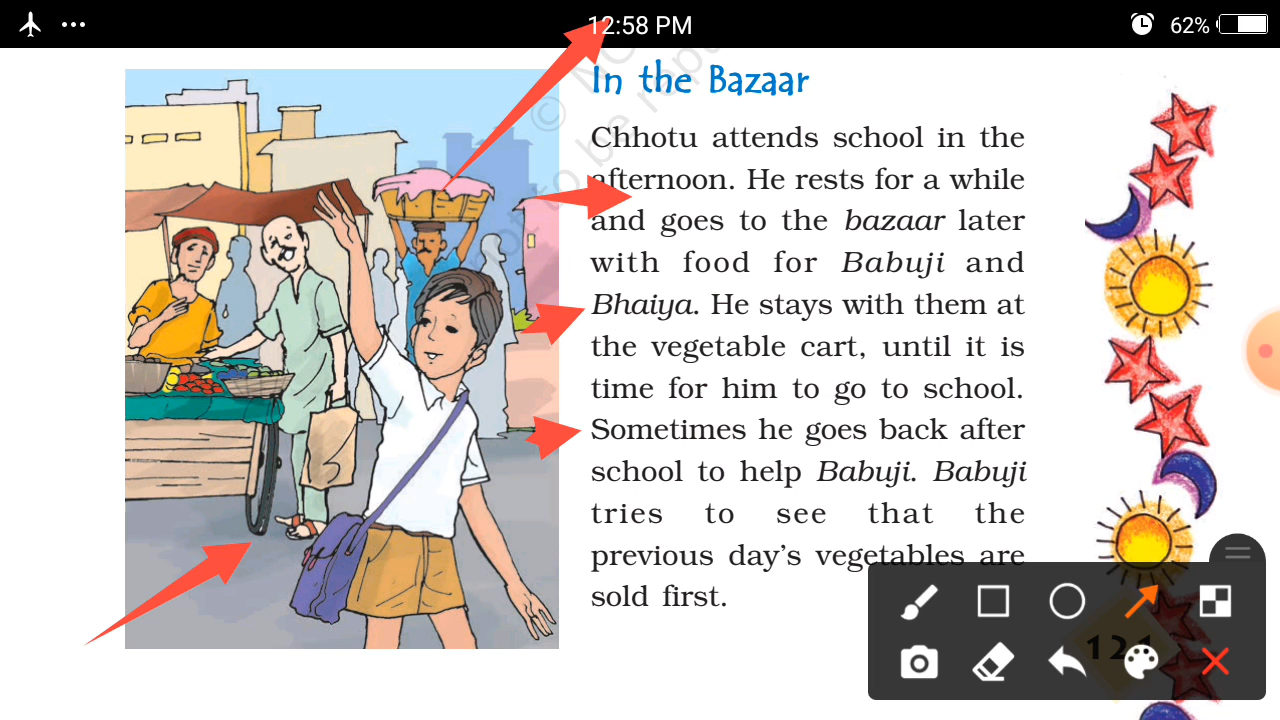 12:58 PM
62%
In the Bazaar
Chhotu attends school in the
afternoon. He rests for a while
and goes to the bazaar later
with food for Babuji and
Bhaiya. He stays with them at
the vegetable cart, until it is
time for him to go to school.
Sometimes he goes back after
school to help Babuji. Babuji
tries to see that the
previous day's vegetables are
sold first.